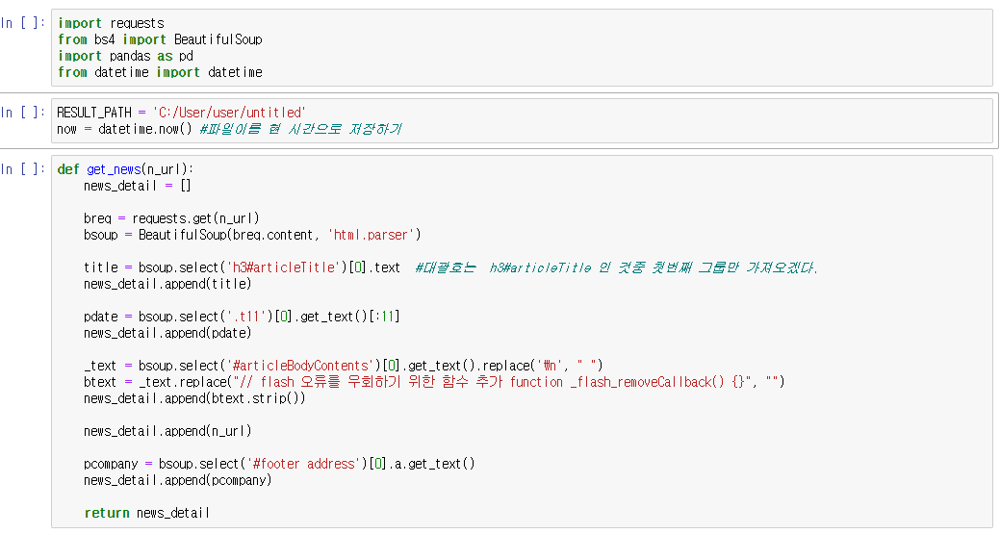 In [ ]: import requests
from bs4 import BeautifulSoup
import pandas as pd
from datetime import datetime
In [ ]: RESULT_PATH = 'C:/User/user/untitled'
now = datetime.now() #파일이름 현 시간으로 저장하기
In [ ]: def get_news(n_url):
news_detail = []
breq = requests.get(n_url)
bsoup = BeautifulSoup(breq.content, 'html.parser')
title = bsoup.select('h3#articleTitle')[0].text #대괄호는 h3#articleTitle 인 것중 첫번째 그룹만 가져오겠다.
news_detail.append(title)
pdate = bsoup.select('.t11')[0].get_text()[:11]
news_detail.append(pdate)
_text = bsoup.select('#articleBodyContents')[0].get_text().replace('₩n', " ")
btext = _text.replace("// flash 오류를 우회하기 위한 함수 추가 function _flash_removeCallback() {}", "")
news_detail.append(btext.strip())
news_detail.append(n_url)
pcompany = bsoup.select('#footer address')[0].a.get_text()
news_detail.append(pcompany)
return news_detail